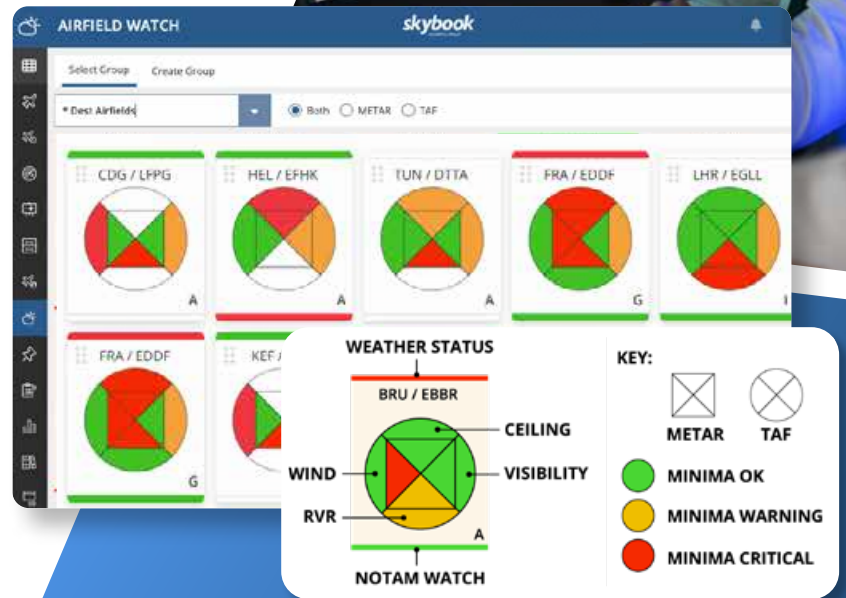 AIRFIELD WATCH
skybook
Select Group Create Group
* Dest Airfields
Both METAR TAF
CDG / LFPG
HEL / EFHK
TUN / DTTA
FRA / EDDF
LHR / EGLL
A
A
A
G
FRA / EDDF
KEF /
G
WEATHER STATUS
BRU / EBBR
CEILING
WIND
VISIBILITY
RVR
A
NOTAM WATCH
KEY:
METAR TAF
MINIMA OK
MINIMA WARNING
MINIMA CRITICAL